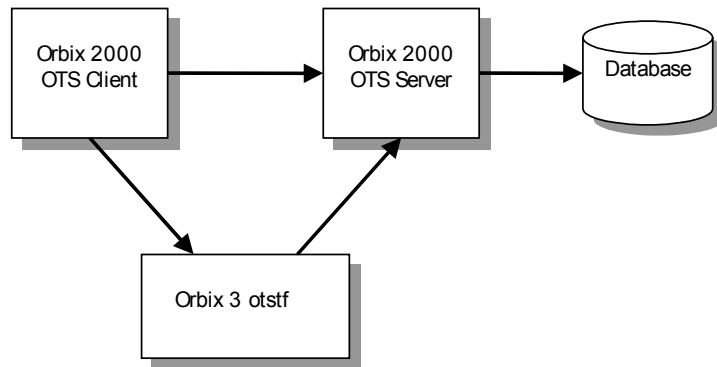 Orbix 2000
OTS Client
Orbix 2000
OTS Server
Database
Orbix 3 otstf